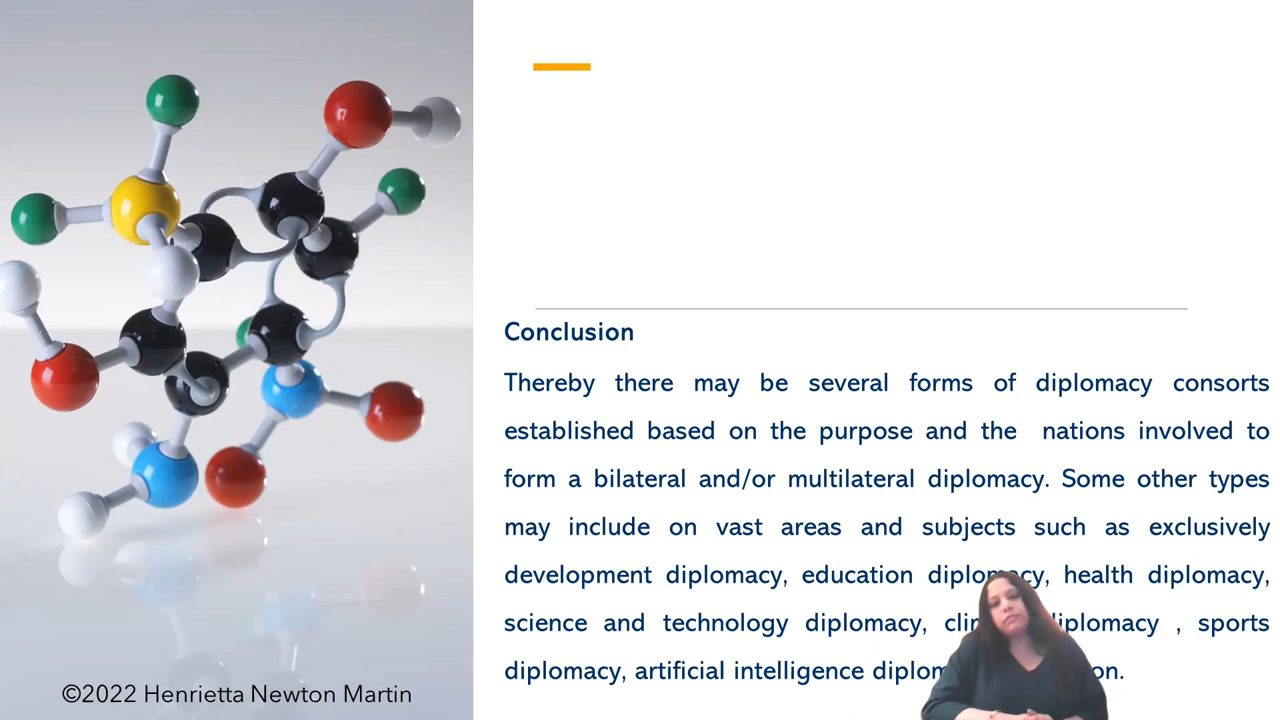 Conclusion
Thereby there may be several forms of diplomacy consorts
established based on the purpose and the nations involved to
form a bilateral and/or multilateral diplomacy. Some other types
may include on vast areas and subjects such as exclusively
development diplomacy, education diplomacy, health diplomacy,
science and technology diplomacy, diplomacy , sports
diplomacy, artificial intelligence
©2022 Henrietta Newton Martin